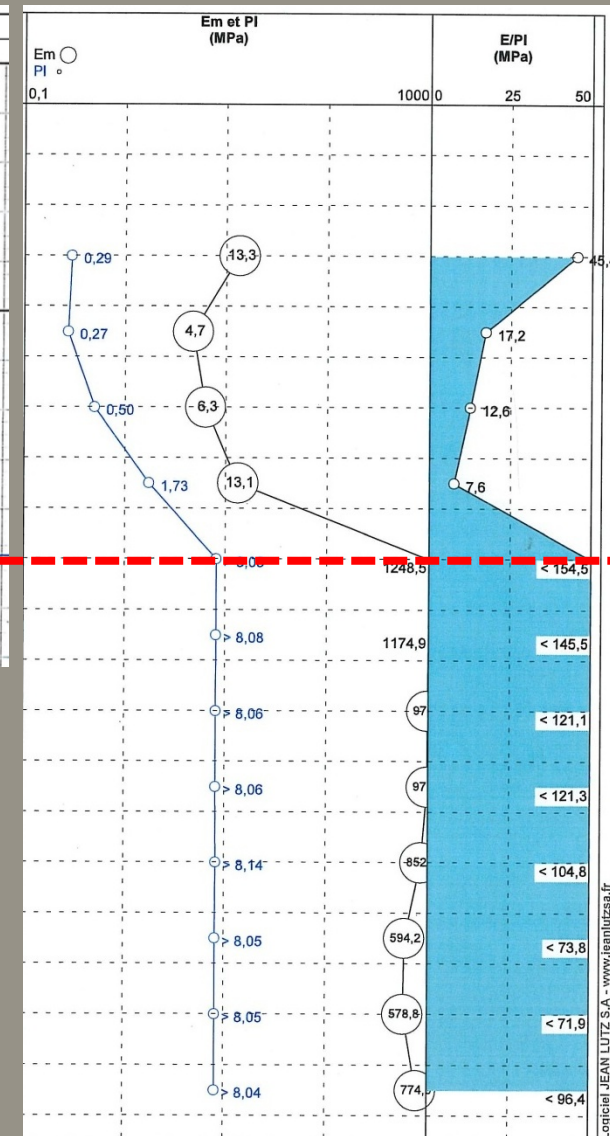 Em et Pl
(MPa)
E/Pl
(MPa)
Em
Pl
0,1 1000 0 25 50
0,29 13,3
0,27 4,7 17,2
0,50 6,3 12,6
1,73 13,1 7,6
1248,5 < 154,5
> 8,08 1174,9 < 145,5
> 8,06 97 < 121,1
> 8,06 97 < 121,3
> 8,14 852 < 104,8
> 8,05 594,2 < 73,8
> 8,05 578,8 < 71,9
> 8,04 774, < 96,4
Logiciel JEAN LUTZ S.A - www.jeanlutzsa.fr